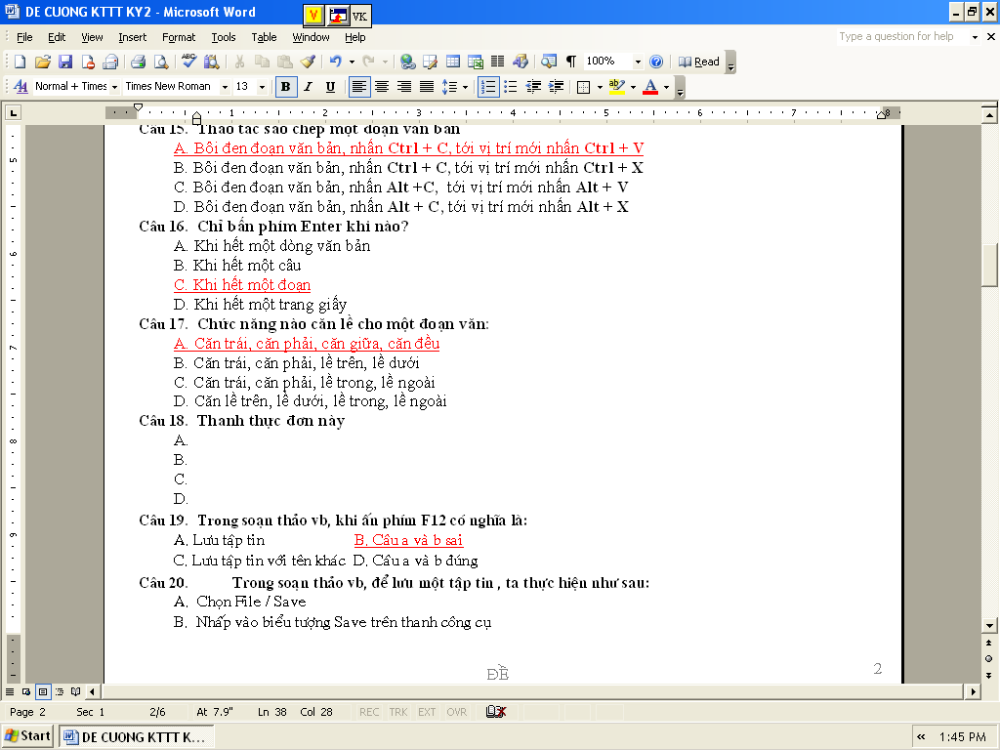 DE CUONG KTTT KY2 - Microsoft Word
V VK
File Edit View Insert Format Tools Table Window Help Type a question for help
100% Read
Normal + Times Times New Roman 13 B I U
1 2 3 4 5 6 7 8
Câu 15. Thao tác sao chép một đoạn văn bản
A. Bôi đen đoạn văn bản, nhấn Ctrl + C, tới vị trí mới nhấn Ctrl + V
B. Bôi đen đoạn văn bản, nhấn Ctrl + C, tới vị trí mới nhấn Ctrl + X
C. Bôi đen đoạn văn bản, nhấn Alt +C, tới vị trí mới nhấn Alt + V
D. Bôi đen đoạn văn bản, nhấn Alt + C, tới vị trí mới nhấn Alt + X
Câu 16. Chỉ bấn phím Enter khi nào?
A. Khi hết một dòng văn bản
B. Khi hết một câu
C. Khi hết một đoạn
D. Khi hết một trang giấy
Câu 17. Chức năng nào căn lề cho một đoạn văn:
A. Căn trái, căn phải, căn giữa, căn đều
B. Căn trái, căn phải, lề trên, lề dưới
C. Căn trái, căn phải, lề trong, lề ngoài
D. Căn lề trên, lề dưới, lề trong, lề ngoài
Câu 18. Thanh thực đơn này
A.
B.
C.
D.
Câu 19. Trong soạn thảo vb, khi ấn phím F12 có nghĩa là:
A. Lưu tập tin B. Câu a và b sai
C. Lưu tập tin với tên khác D. Câu a và b đúng
Câu 20. Trong soạn thảo vb, để lưu một tập tin , ta thực hiện như sau:
A. Chọn File / Save
B. Nhấp vào biểu tượng Save trên thanh công cụ
ĐỀ 2
Page 2 Sec 1 2/6 At 7.9" Ln 38 Col 28 REC TRK EXT OVR
Start DE CUONG KTTT K... « 1:45 PM